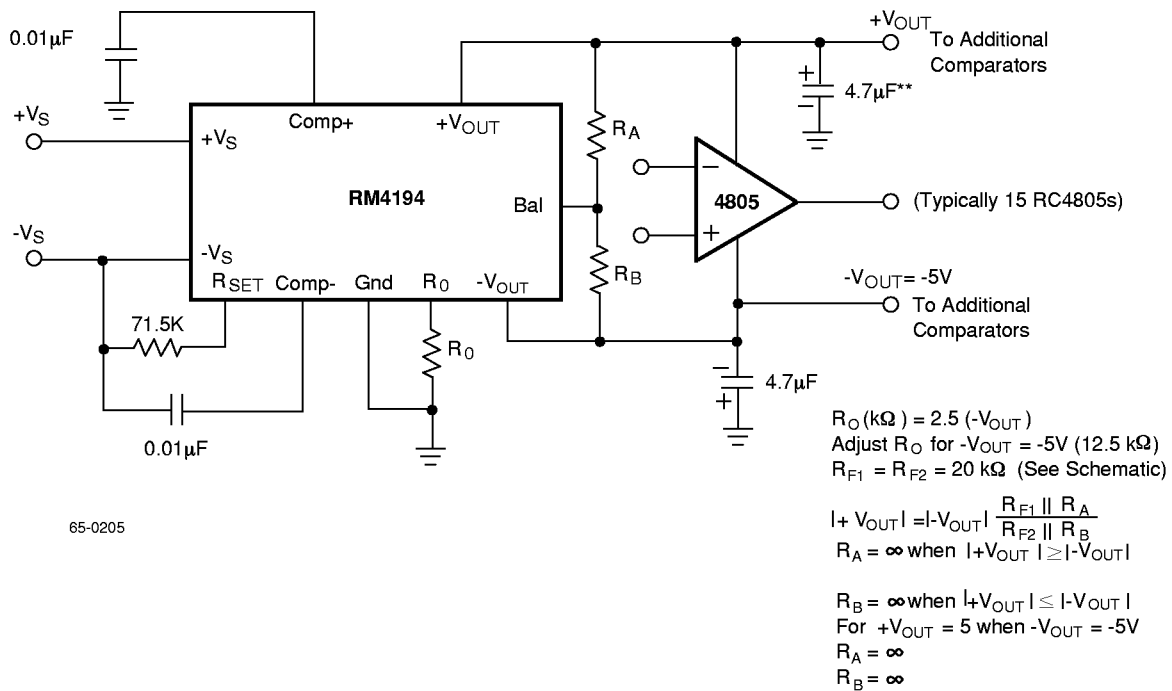 0.01μF
+VOUT
To Additional
Comparators
4.7μF**
+
−
+VS
+VS
Comp+
+VOUT
RA
RM4194
Bal
−
+
4805
(Typically 15 RC4805s)
-VS
-VS
RSET
Comp-
Gnd
R0
-VOUT
RB
-VOUT= -5V
To Additional
Comparators
71.5K
R0
0.01μF
−
+
4.7μF
RO (kΩ) = 2.5 (-VOUT)
Adjust RO for -VOUT = -5V (12.5 kΩ)
RF1 = RF2 = 20 kΩ (See Schematic)
|+ VOUT| =|-VOUT| RF1 || RA
RF2 || RB
RA = ∞ when |+VOUT | ≥|-VOUT|
RB = ∞ when |+VOUT | ≤ |-VOUT |
For +VOUT = 5 when -VOUT = -5V
RA = ∞
RB = ∞
65-0205